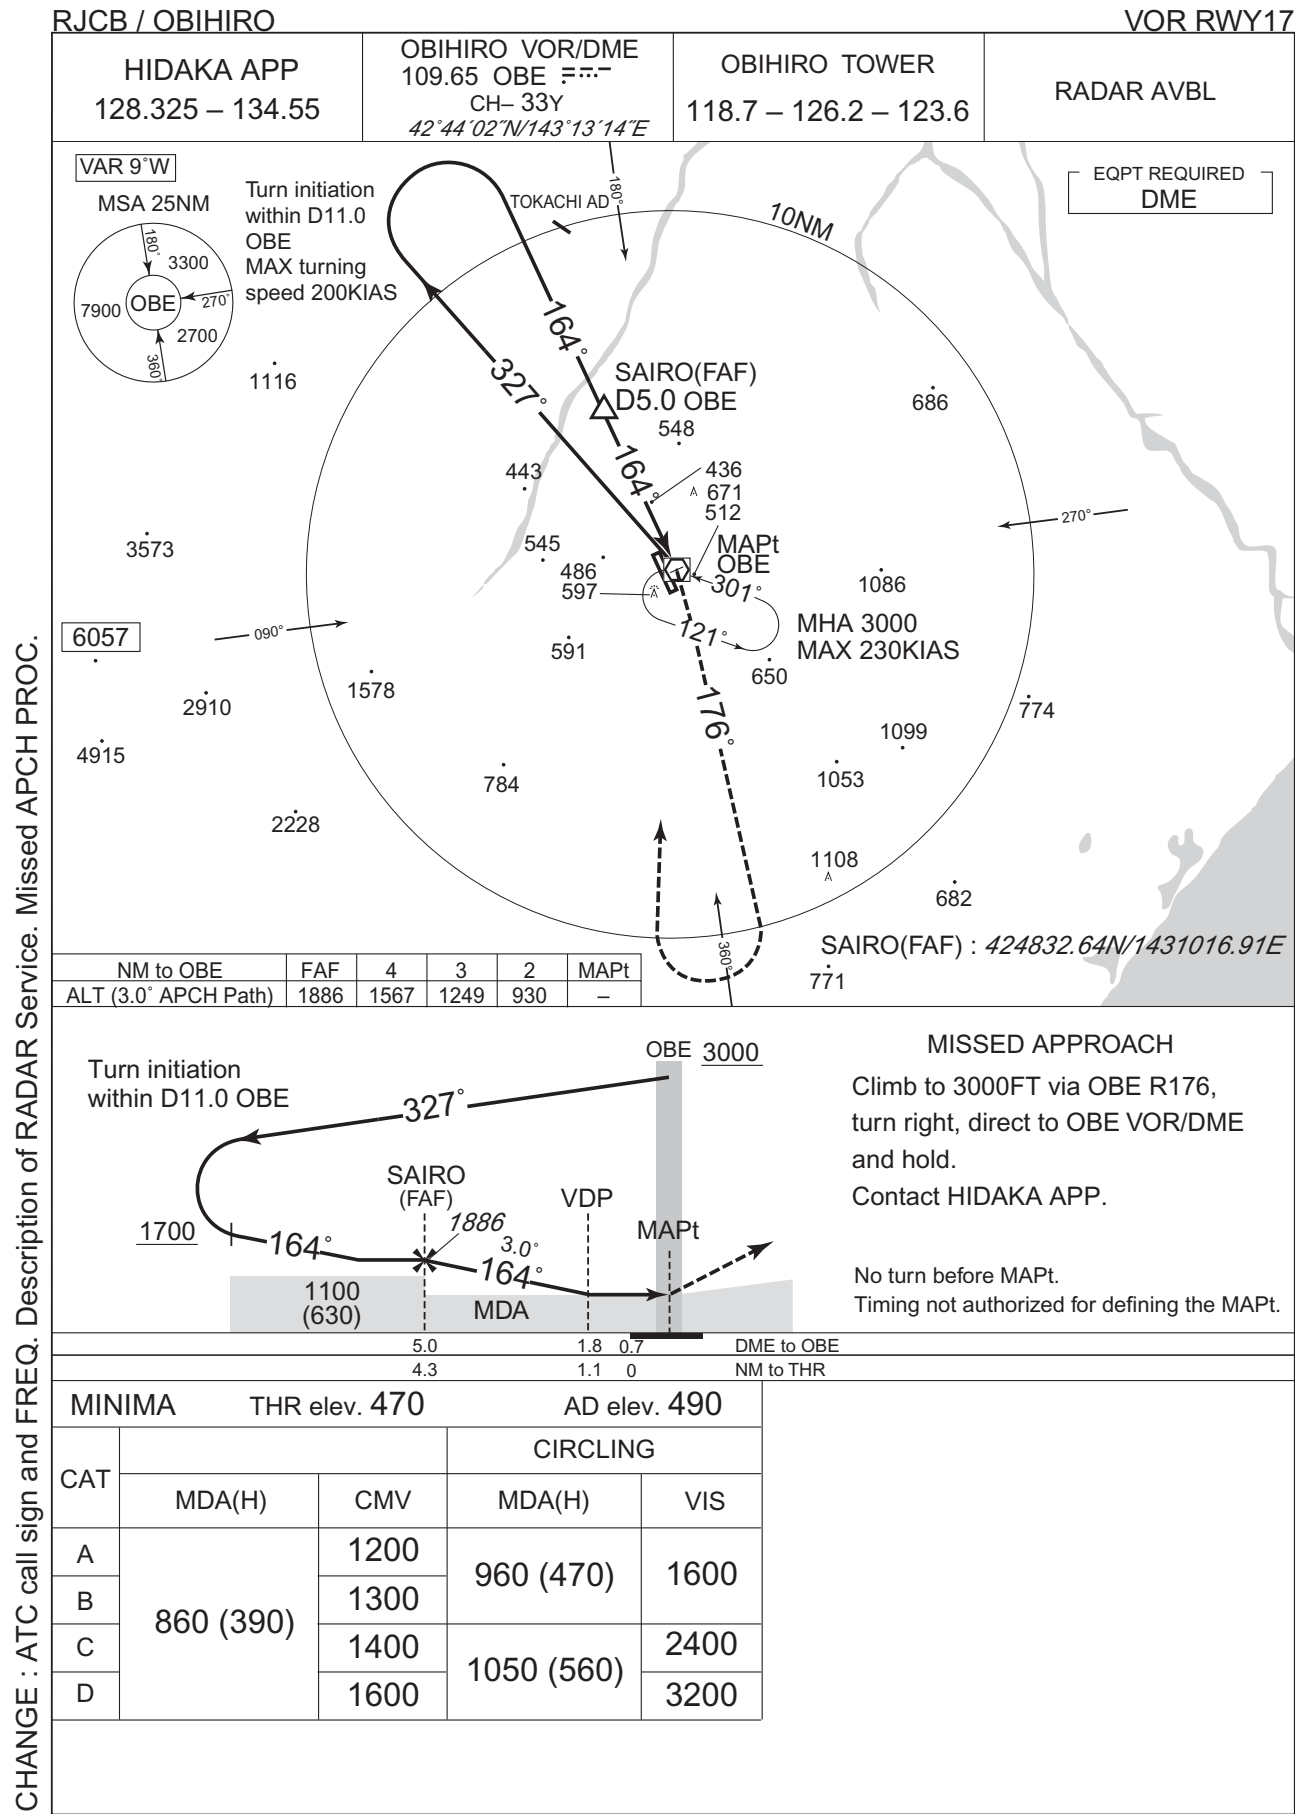 RJCB / OBIHIRO
VOR RWY17
HIDAKA APP
128.325 – 134.55
OBIHIRO VOR/DME
109.65 OBE
CH– 33Y
42°44′02″N/143°13′14″E
OBIHIRO TOWER
118.7 – 126.2 – 123.6
RADAR AVBL
VAR 9°W
MSA 25NM
180°
3300
7900
OBE
270°
2700
360°
Turn initiation
within D11.0
OBE
MAX turning
speed 200KIAS
TOKACHI AD
180°
10NM
EQPT REQUIRED
DME
1116
327°
164°
SAIRO(FAF)
D5.0 OBE
548
686
443
164°
436
671
512
3573
545
486
597
MAPt
OBE
301°
1086
270°
6057
090°
591
121°
MHA 3000
MAX 230KIAS
650
2910
1578
176°
774
4915
784
1099
1053
2228
1108
682
360°
SAIRO(FAF) : 424832.64N/1431016.91E
771
NM to OBE FAF 4 3 2 MAPt
ALT (3.0° APCH Path) 1886 1567 1249 930 –
Turn initiation
within D11.0 OBE
OBE 3000
327°
SAIRO
(FAF)
1886
VDP
MAPt
1700
164°
3.0°
164°
1100
(630)
MDA
MISSED APPROACH
Climb to 3000FT via OBE R176,
turn right, direct to OBE VOR/DME
and hold.
Contact HIDAKA APP.
No turn before MAPt.
Timing not authorized for defining the MAPt.
5.0 1.8 0.7 DME to OBE
4.3 1.1 0 NM to THR
MINIMA THR elev. 470 AD elev. 490
CAT
CIRCLING
MDA(H) CMV MDA(H) VIS
A 1200
B 1300
860 (390)
960 (470) 1600
C 1400 2400
1050 (560)
D 1600 3200
CHANGE : ATC call sign and FREQ. Description of RADAR Service. Missed APCH PROC.